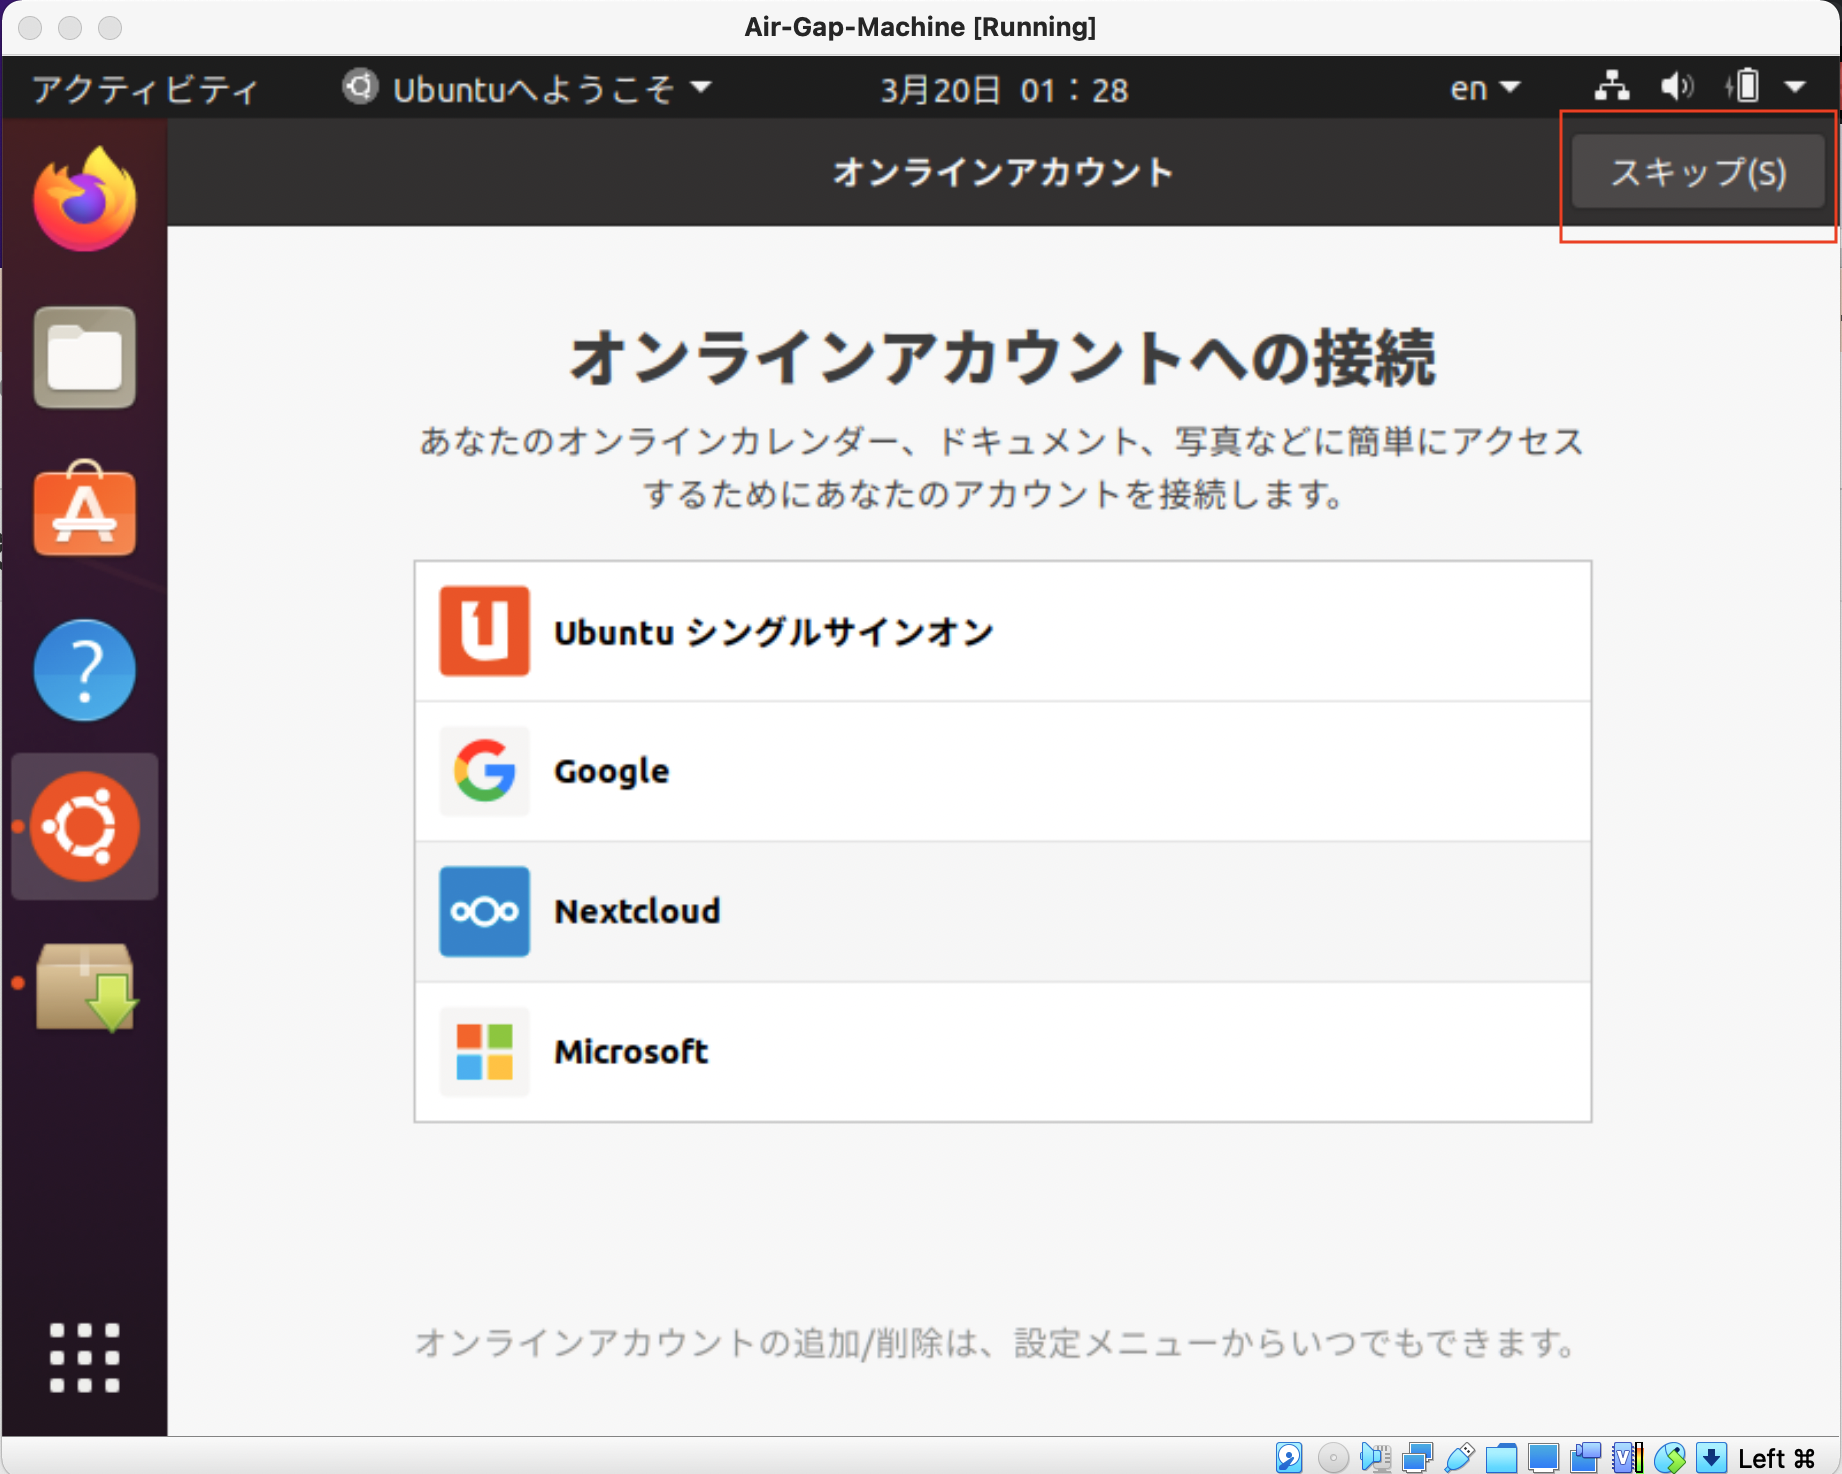 Air-Gap-Machine [Running]
アクティビティ
Ubuntuへようこそ
3月20日 01：28
en
オンラインアカウント
スキップ(S)
オンラインアカウントへの接続
あなたのオンラインカレンダー、ドキュメント、写真などに簡単にアクセス
するためにあなたのアカウントを接続します。
Ubuntu シングルサインオン
Google
Nextcloud
Microsoft
オンラインアカウントの追加/削除は、設定メニューからいつでもできます。
Left ⌘